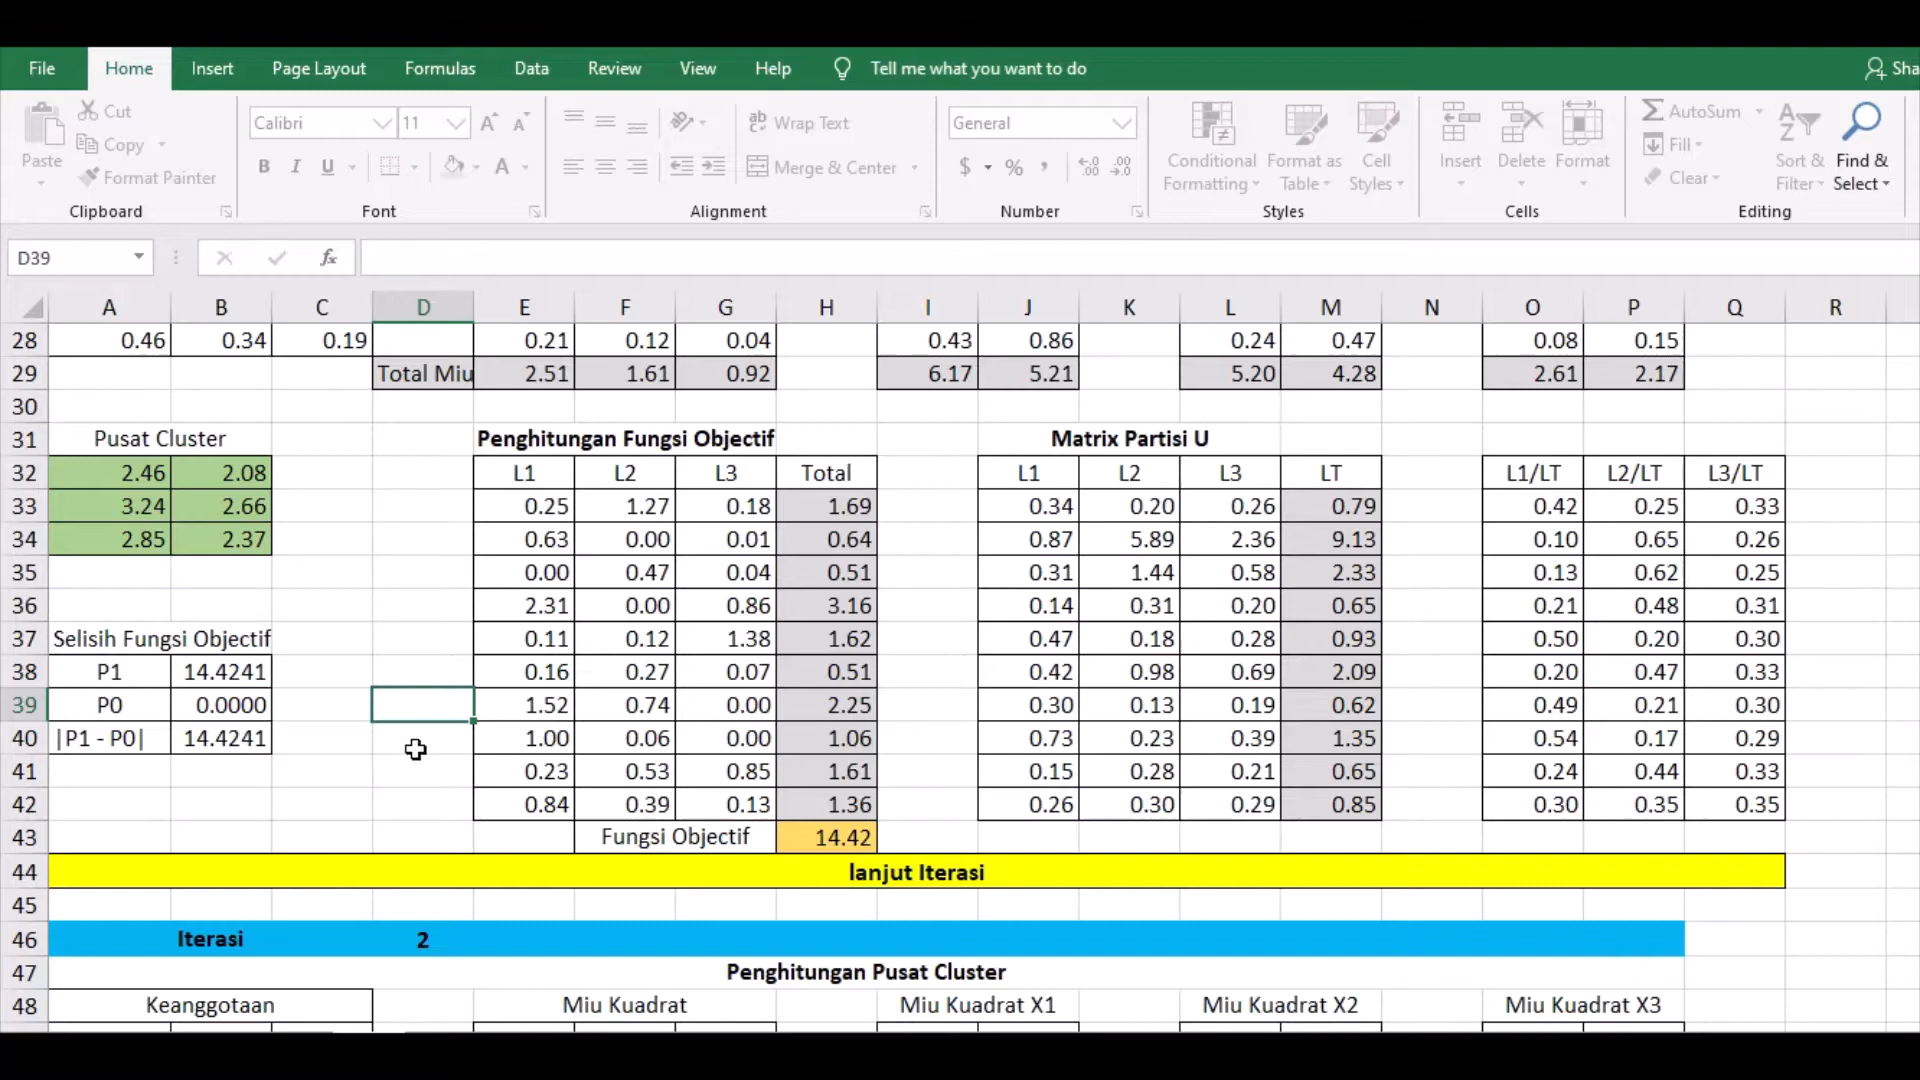 File Home Insert Page Layout Formulas Data Review View Help Tell me what you want to do Sha
Paste Cut Copy Format Painter Clipboard
Calibri 11 A A B I U A Font
ab Wrap Text Merge & Center Alignment
General $ % , .00 .00 Number
Conditional Formatting Format as Table Cell Styles Styles
Insert Delete Format Cells
AutoSum Fill Clear Sort & Filter Find & Select Editing
D39 fx
A B C D E F G H I J K L M N O P Q R
28 0.46 0.34 0.19 0.21 0.12 0.04 0.43 0.86 0.24 0.47 0.08 0.15
29 Total Miu 2.51 1.61 0.92 6.17 5.21 5.20 4.28 2.61 2.17
30
31 Pusat Cluster Penghitungan Fungsi Objectif Matrix Partisi U
32 2.46 2.08 L1 L2 L3 Total L1 L2 L3 LT L1/LT L2/LT L3/LT
33 3.24 2.66 0.25 1.27 0.18 1.69 0.34 0.20 0.26 0.79 0.42 0.25 0.33
34 2.85 2.37 0.63 0.00 0.01 0.64 0.87 5.89 2.36 9.13 0.10 0.65 0.26
35 0.00 0.47 0.04 0.51 0.31 1.44 0.58 2.33 0.13 0.62 0.25
36 2.31 0.00 0.86 3.16 0.14 0.31 0.20 0.65 0.21 0.48 0.31
37 Selisih Fungsi Objectif 0.11 0.12 1.38 1.62 0.47 0.18 0.28 0.93 0.50 0.20 0.30
38 P1 14.4241 0.16 0.27 0.07 0.51 0.42 0.98 0.69 2.09 0.20 0.47 0.33
39 P0 0.0000 1.52 0.74 0.00 2.25 0.30 0.13 0.19 0.62 0.49 0.21 0.30
40 |P1 - P0| 14.4241 1.00 0.06 0.00 1.06 0.73 0.23 0.39 1.35 0.54 0.17 0.29
41 0.23 0.53 0.85 1.61 0.15 0.28 0.21 0.65 0.24 0.44 0.33
42 0.84 0.39 0.13 1.36 0.26 0.30 0.29 0.85 0.30 0.35 0.35
43 Fungsi Objectif 14.42
44 lanjut Iterasi
45
46 Iterasi 2
47 Penghitungan Pusat Cluster
48 Keanggotaan Miu Kuadrat Miu Kuadrat X1 Miu Kuadrat X2 Miu Kuadrat X3